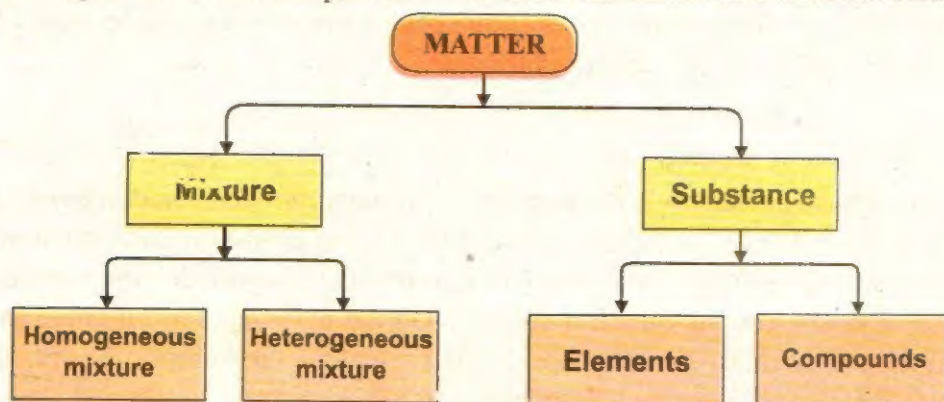 MATTER
Mixture
Substance
Homogeneous
mixture
Heterogeneous
mixture
Elements
Compounds